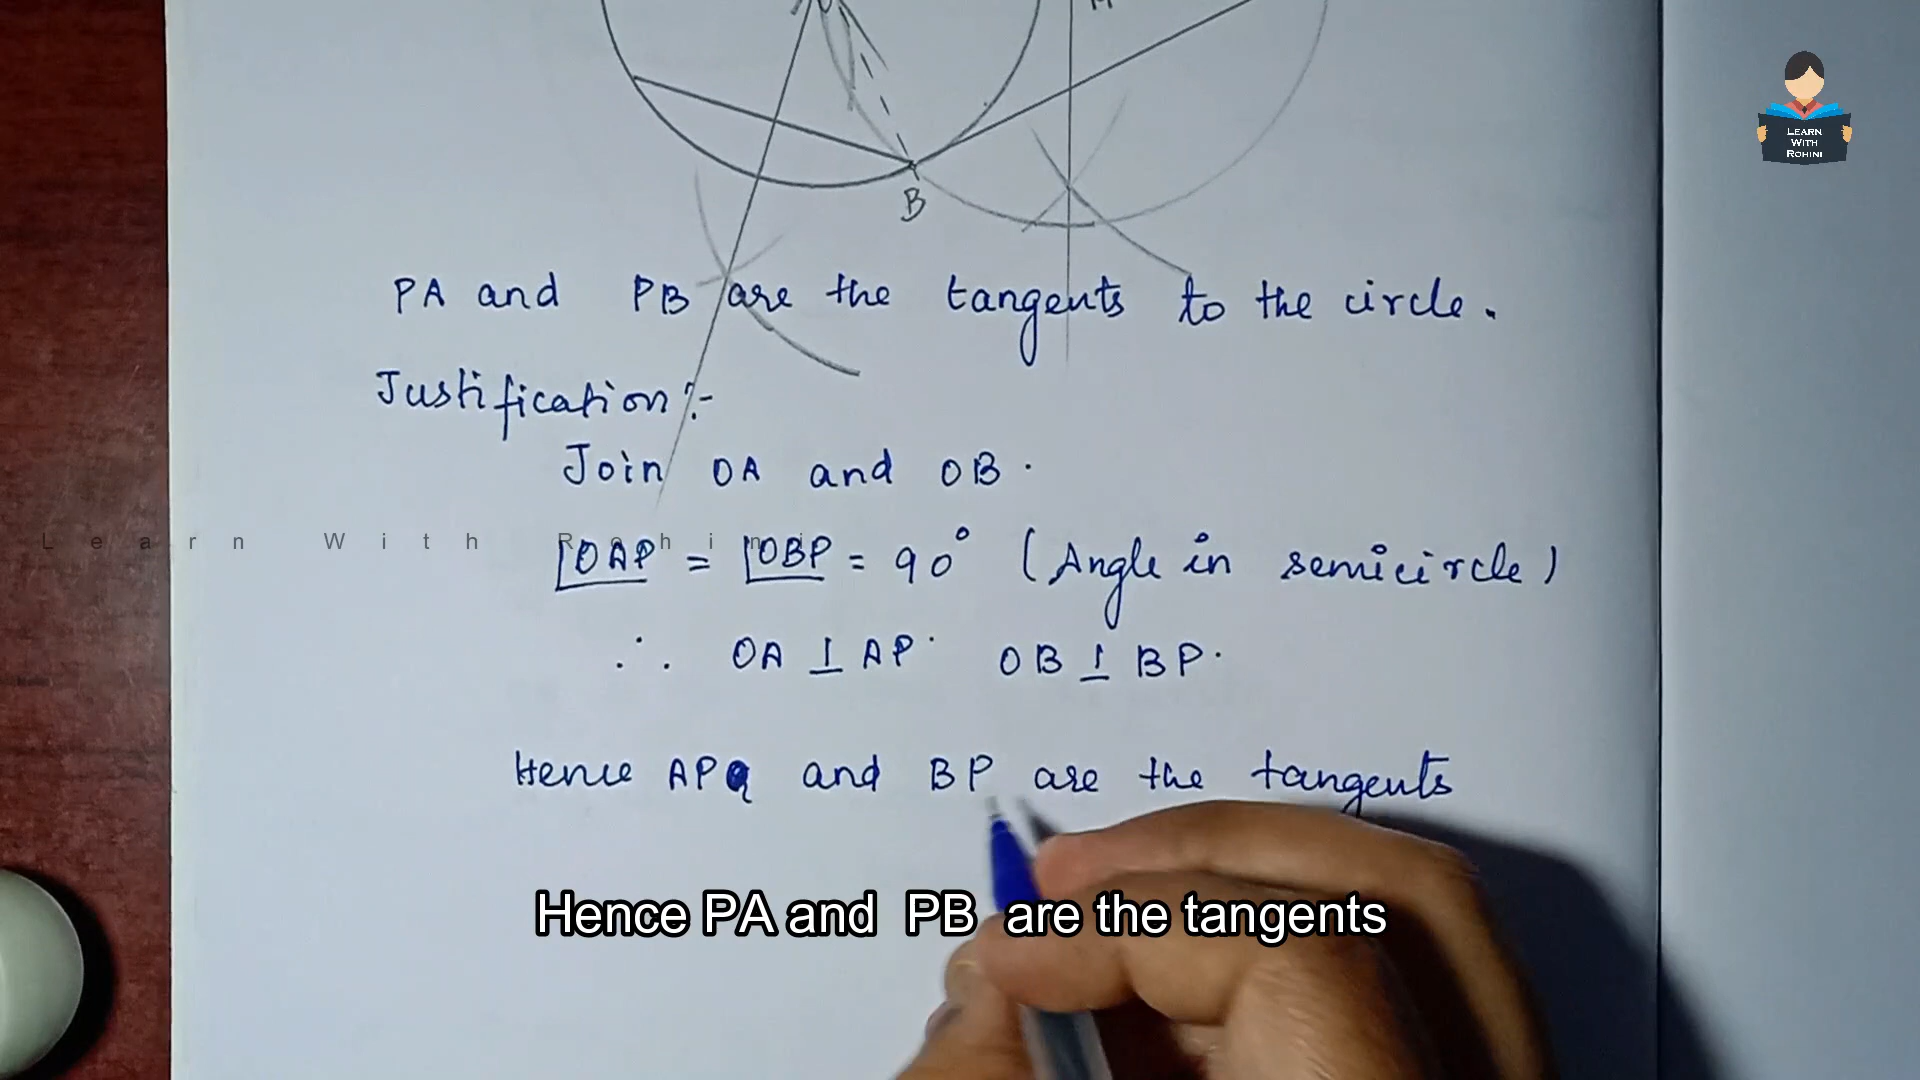 LEARN
WITH
ROHINI
B
PA and PB are the tangents to the circle.
Justification :-
Join OA and OB.
Learn With Rohini
∠OAP = ∠OBP = 90° (Angle in semicircle)
∴ OA ⊥ AP. OB ⊥ BP.
Hence AP and BP are the tangents
Hence PA and PB are the tangents